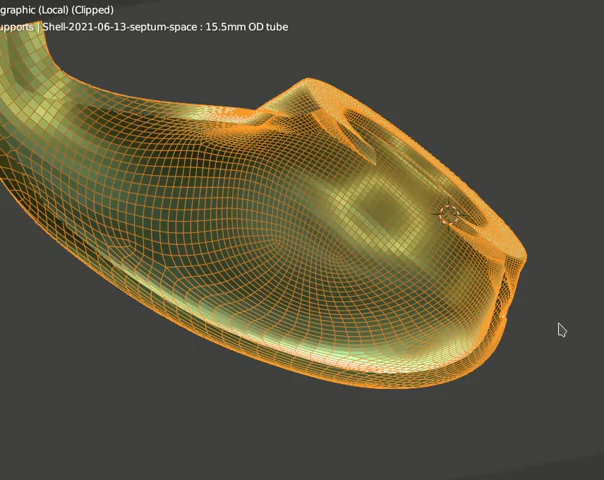 graphic (Local) (Clipped)
upports | Shell-2021-06-13-septum-space : 15.5mm OD tube